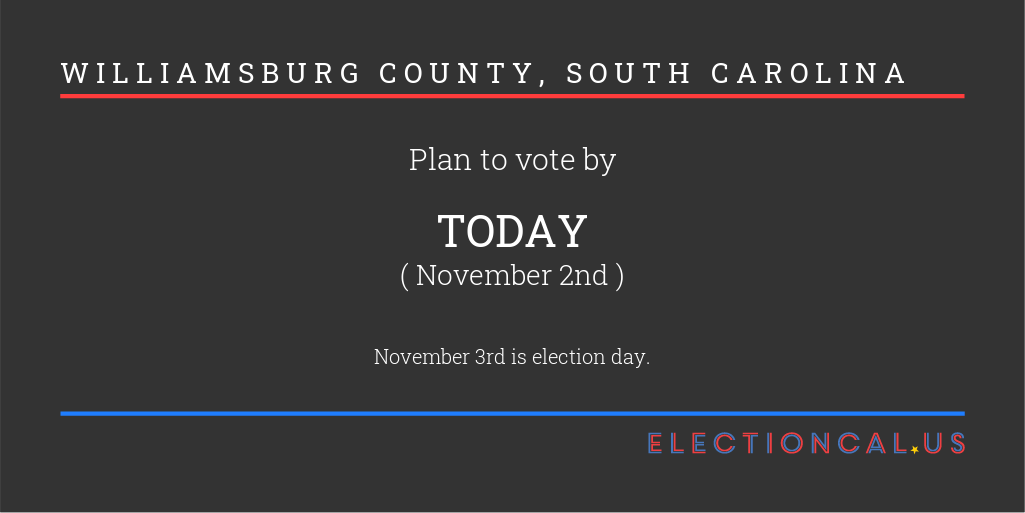 WILLIAMSBURG COUNTY, SOUTH CAROLINA
Plan to vote by
TODAY
( November 2nd )
November 3rd is election day.
ELECTIONCAL.US